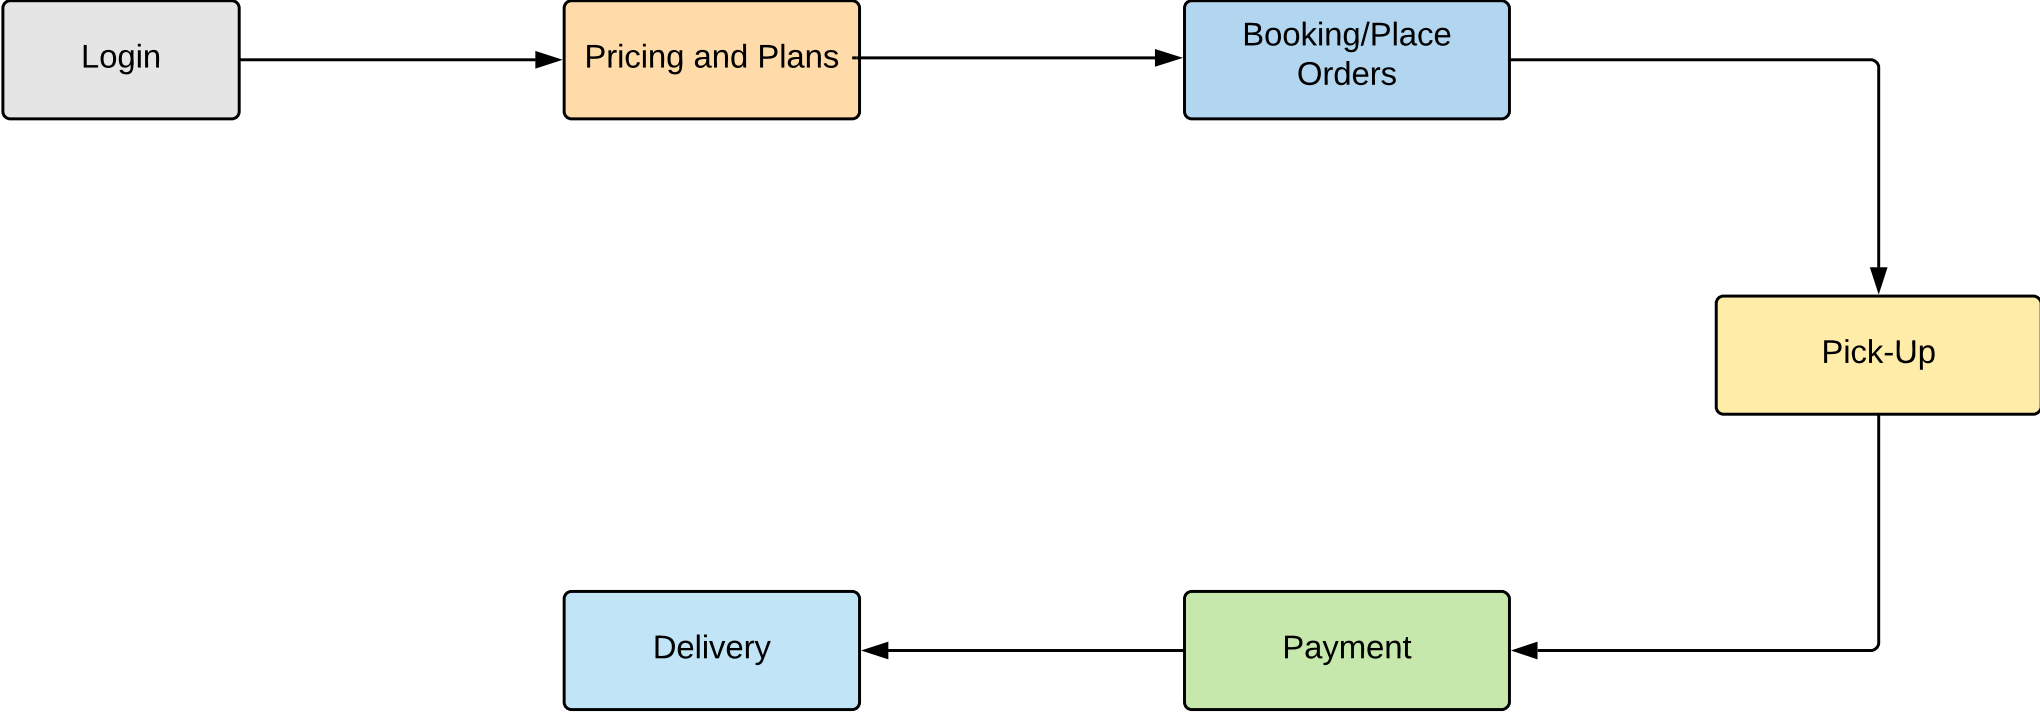 Login
Pricing and Plans
Booking/Place
Orders
Pick-Up
Delivery
Payment